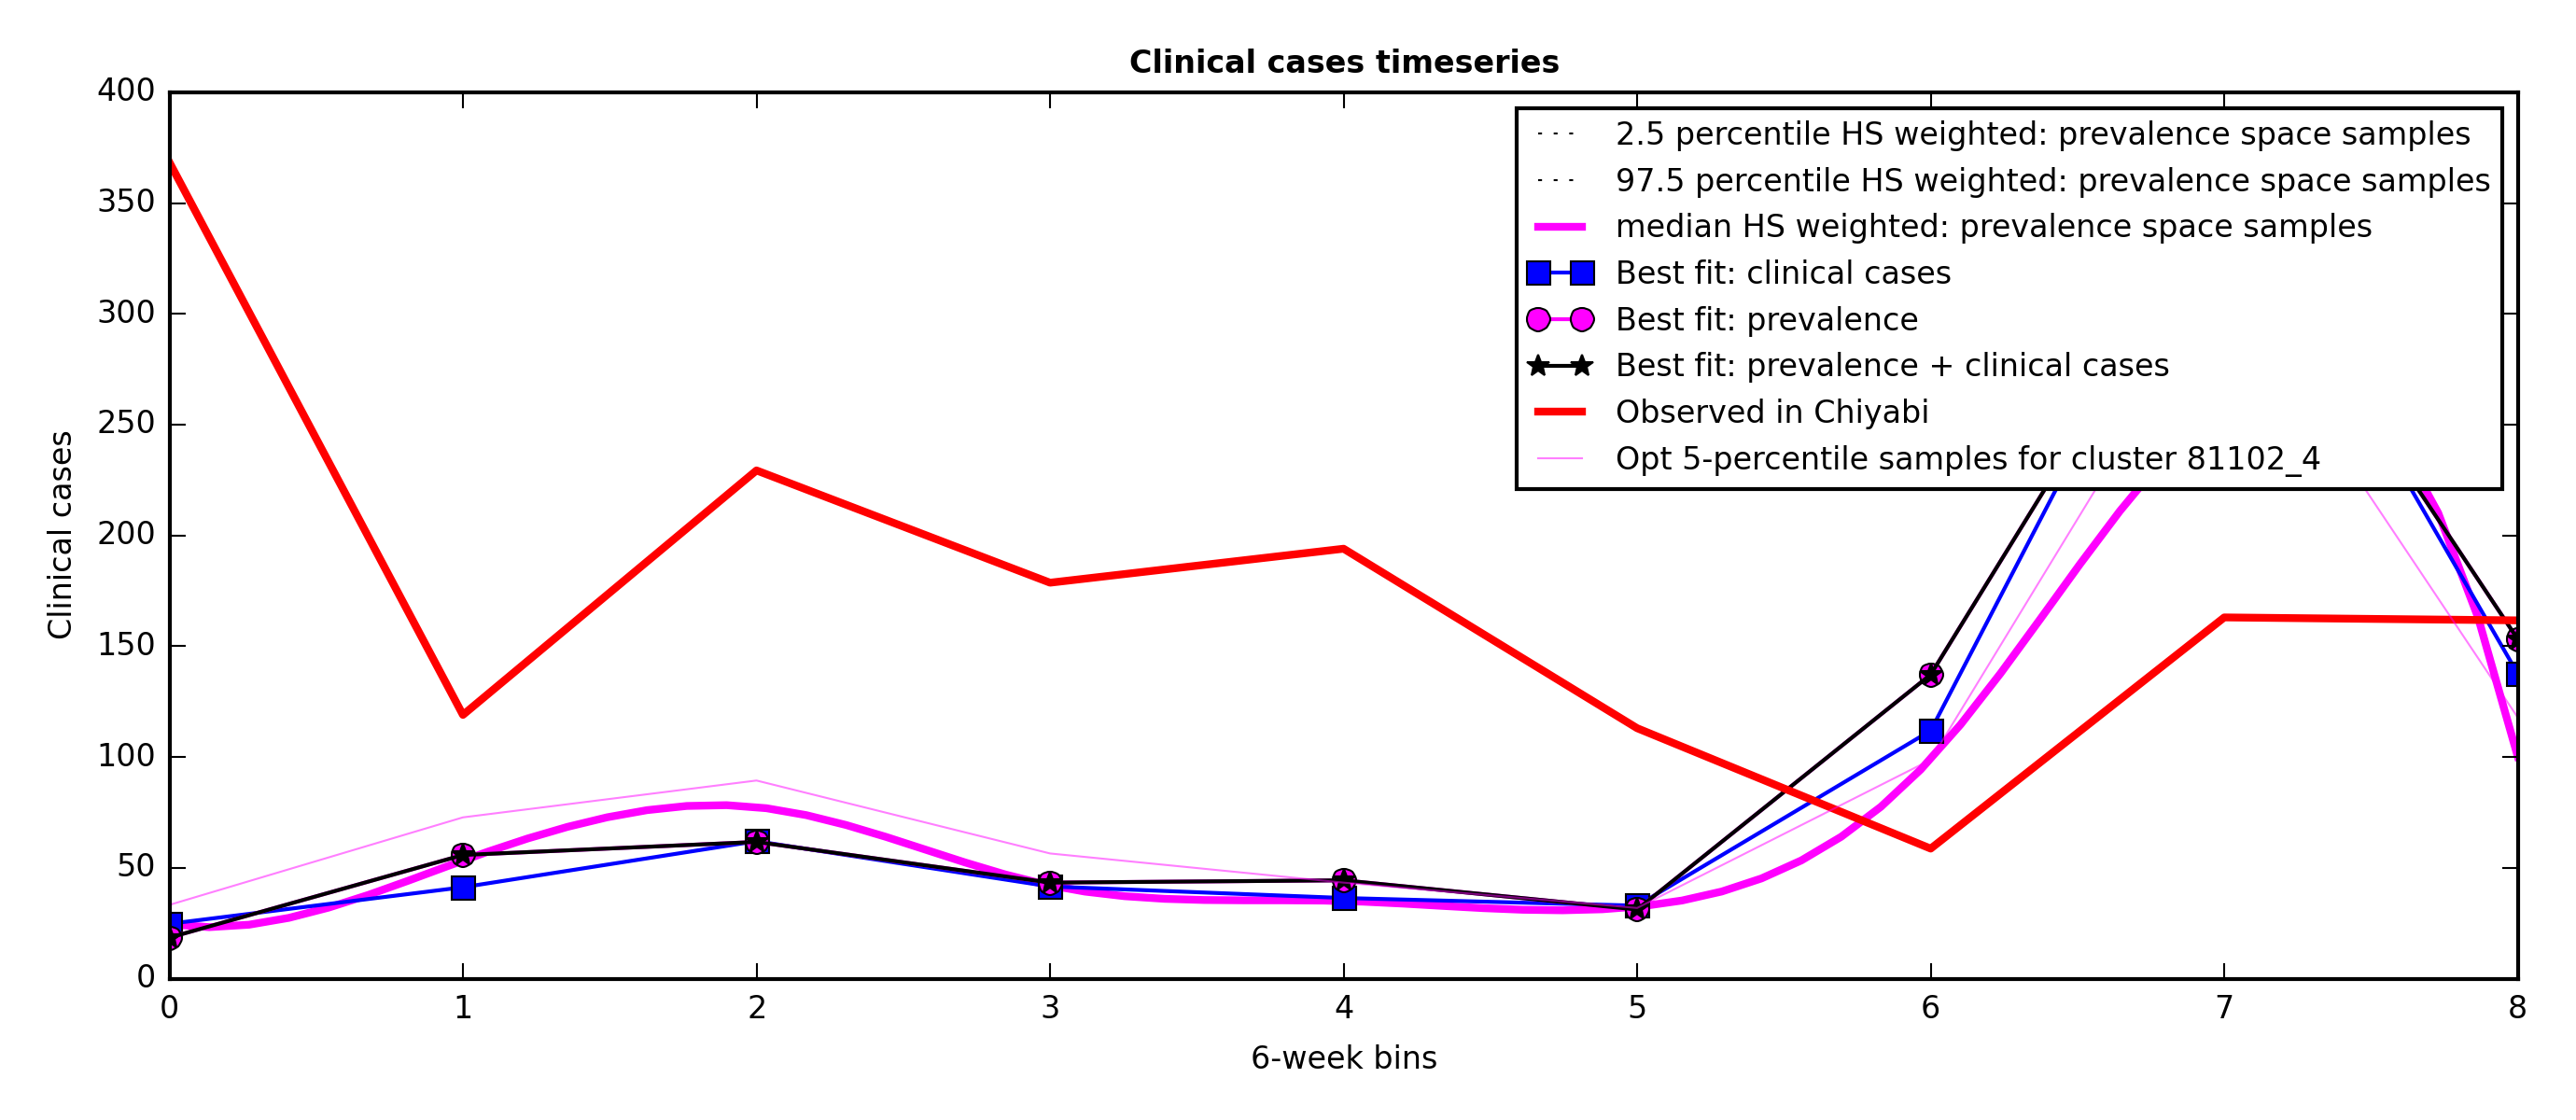 Clinical cases timeseries
400
350
300
250
200
150
100
50
0
Clinical cases
2.5 percentile HS weighted: prevalence space samples
97.5 percentile HS weighted: prevalence space samples
median HS weighted: prevalence space samples
Best fit: clinical cases
Best fit: prevalence
Best fit: prevalence + clinical cases
Observed in Chiyabi
Opt 5-percentile samples for cluster 81102_4
0 1 2 3 4 5 6 7 8
6-week bins